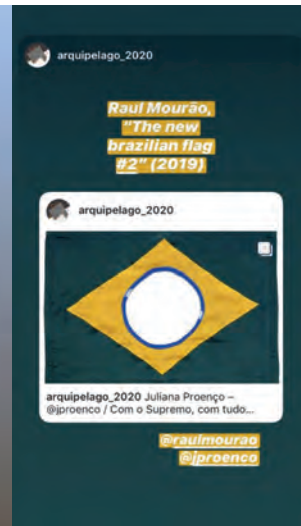 arquipelago_2020
Raul Mourão,
"The new
brazilian flag
#2" (2019)
arquipelago_2020
arquipelago_2020 Juliana Proenço –
@jproenco / Com o Supremo, com tudo...
@raulmourao
@jproenco